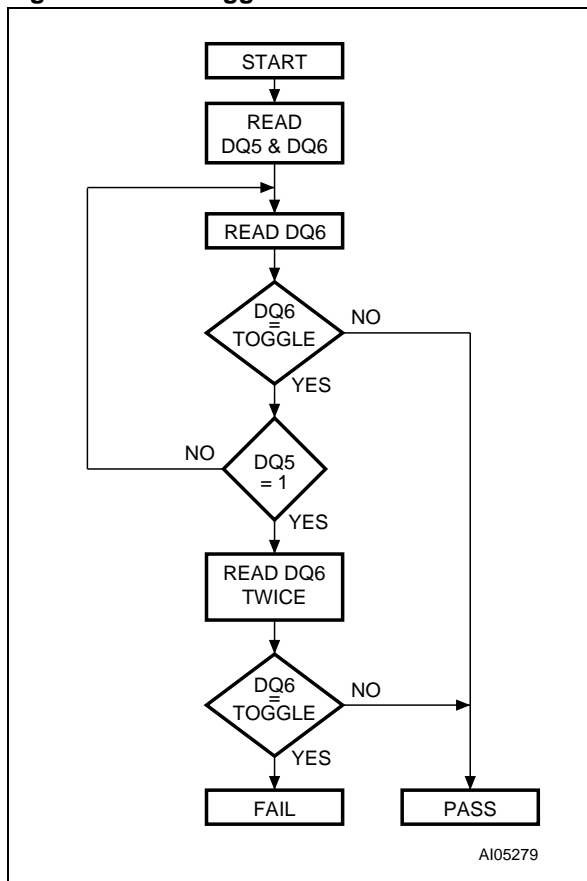 START
READ
DQ5 & DQ6
READ DQ6
DQ6
=
TOGGLE
NO
YES
NO
DQ5
= 1
YES
READ DQ6
TWICE
DQ6
=
TOGGLE
NO
YES
FAIL
PASS
AI05279